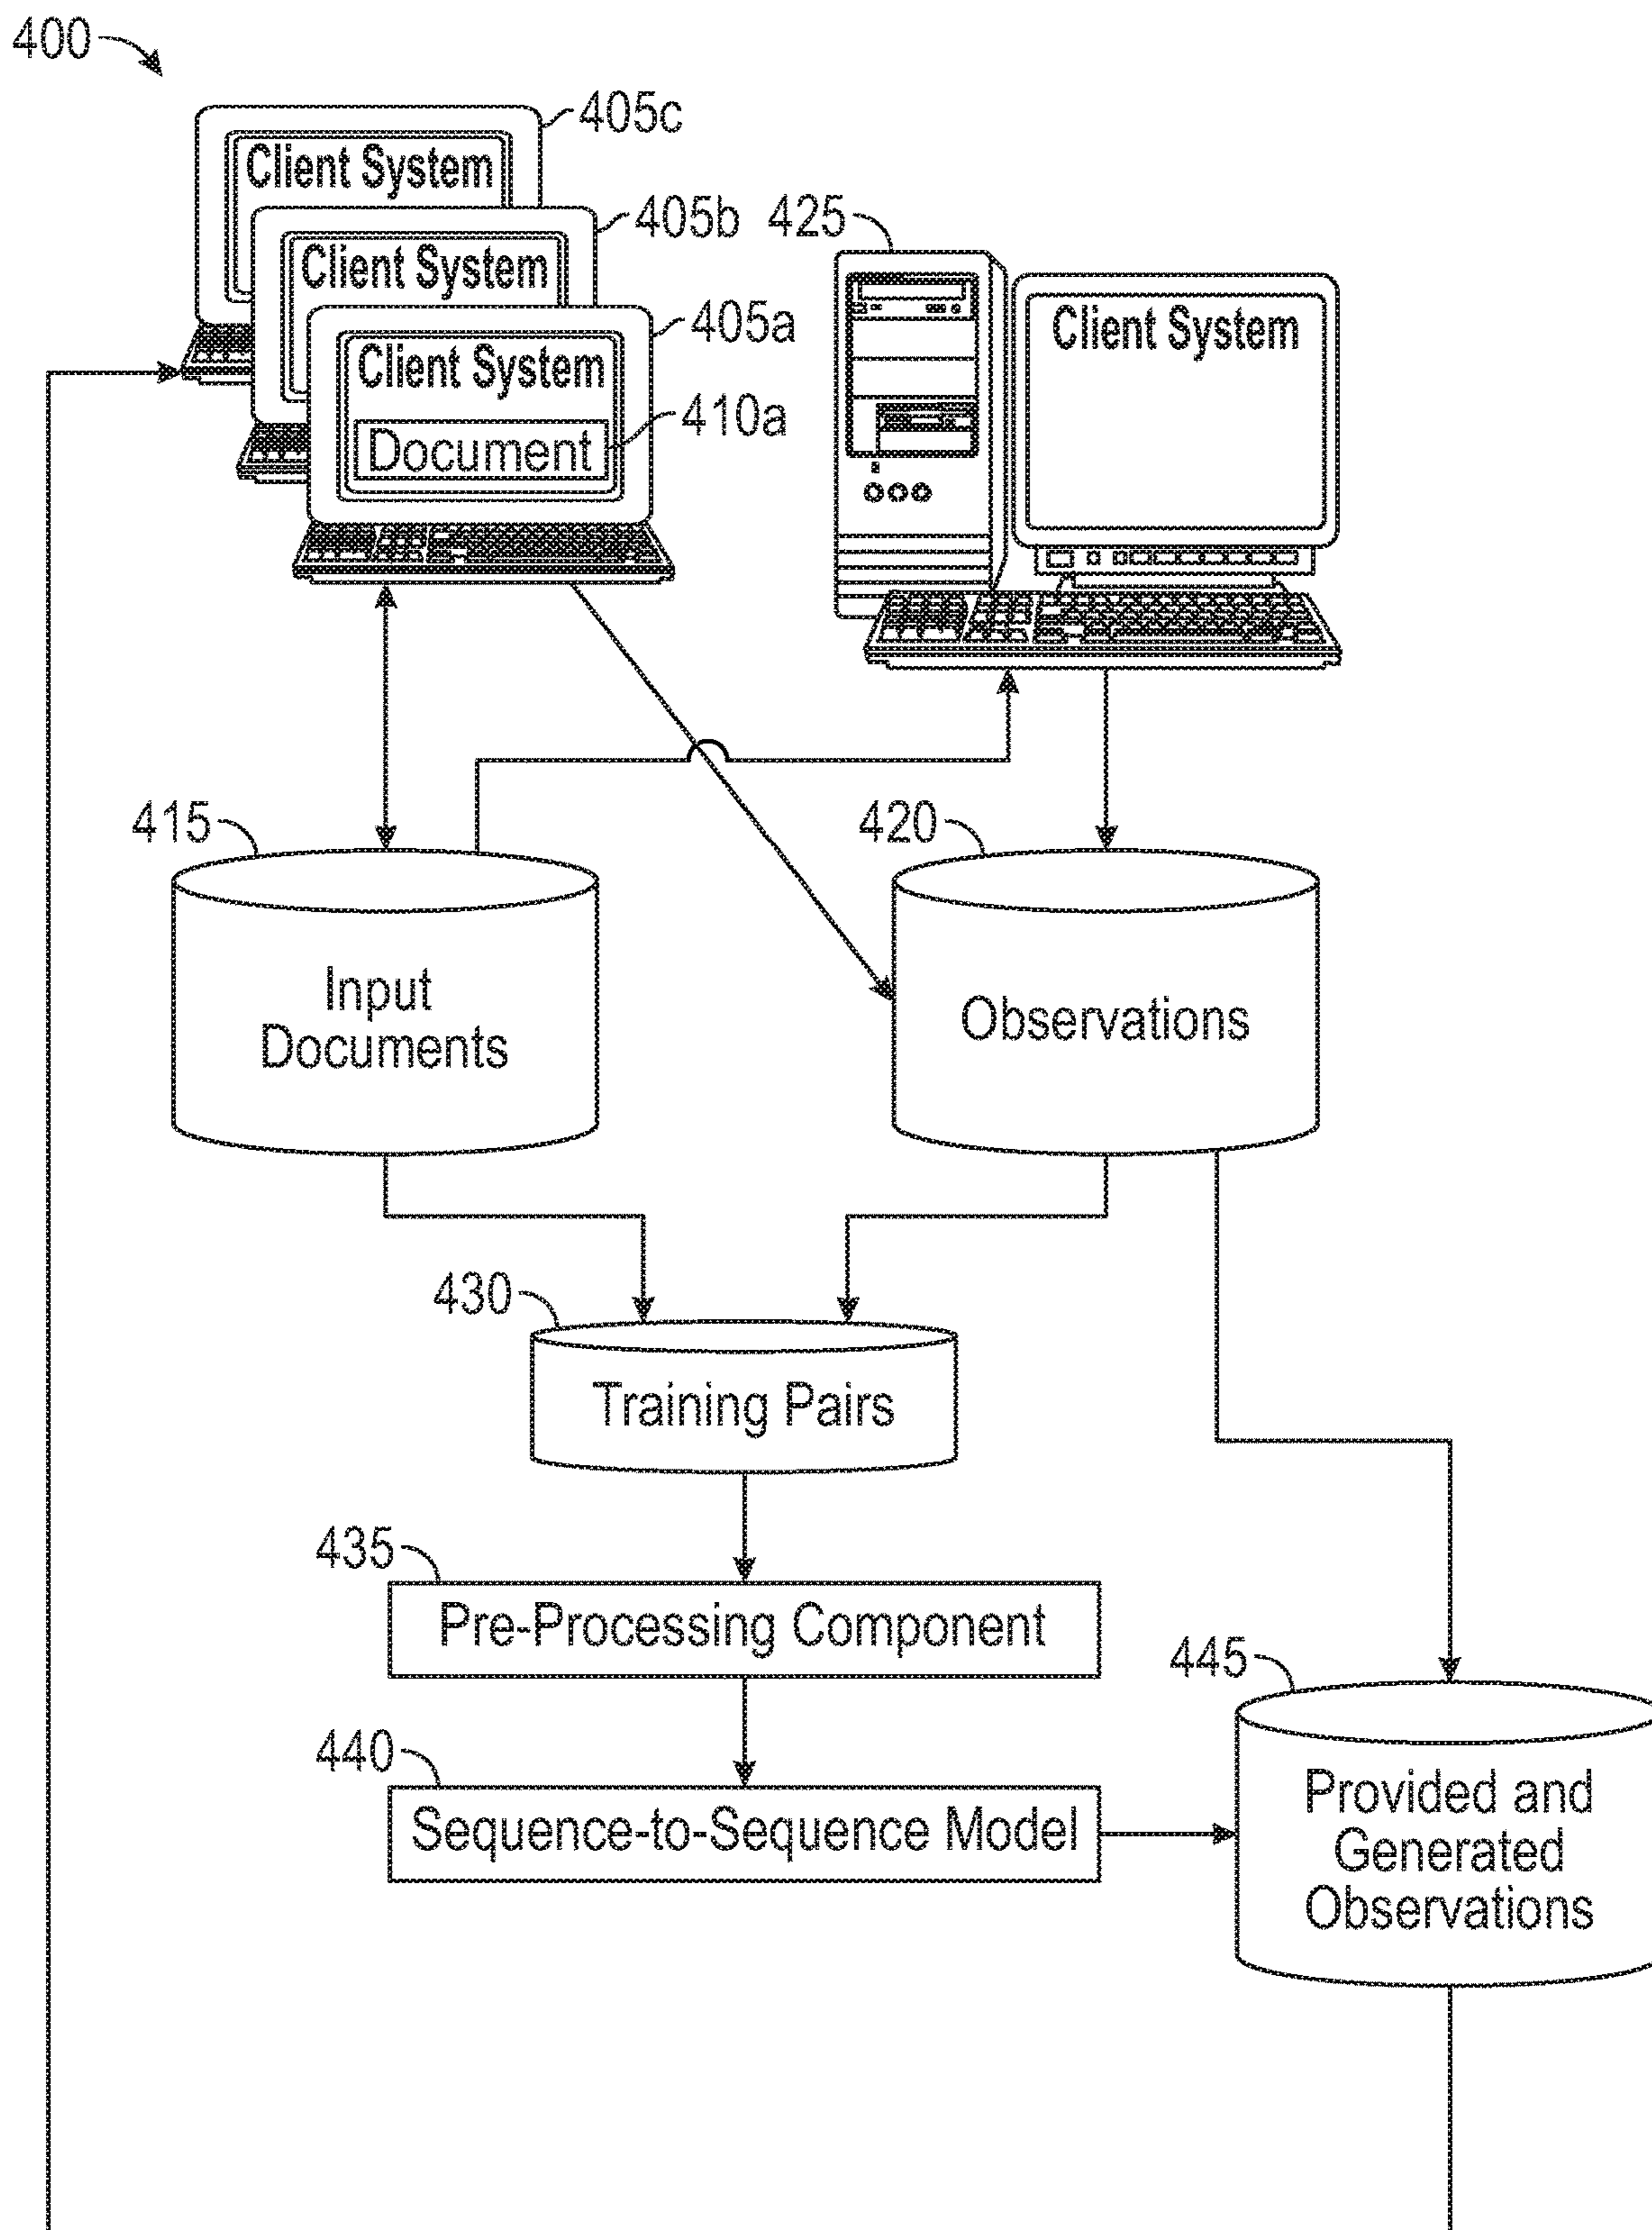 400
405c
Client System
405b
425
Client System
405a
Client System
Client System
410a
Document
415
420
Input
Documents
Observations
430
Training Pairs
435
Pre-Processing Component
445
440
Sequence-to-Sequence Model
Provided and
Generated
Observations